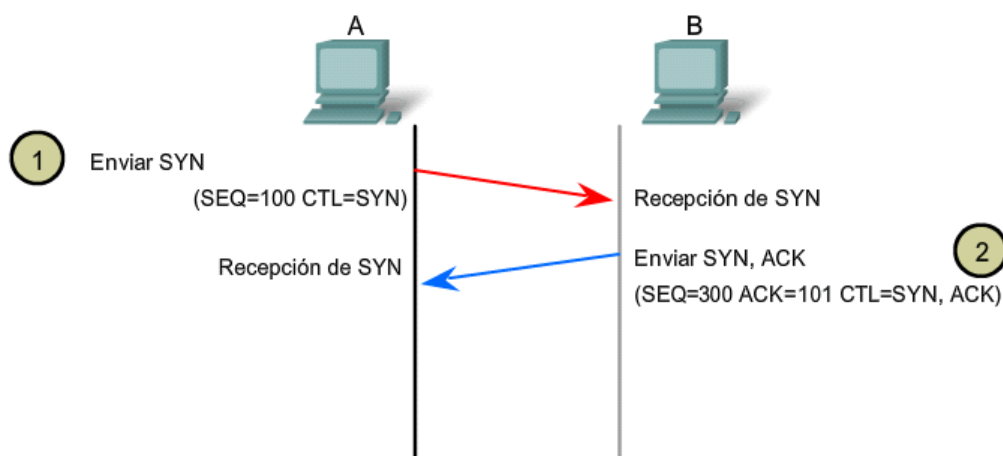 A
B
1
Enviar SYN
(SEQ=100 CTL=SYN)
Recepción de SYN
Recepción de SYN
Enviar SYN, ACK
2
(SEQ=300 ACK=101 CTL=SYN, ACK)